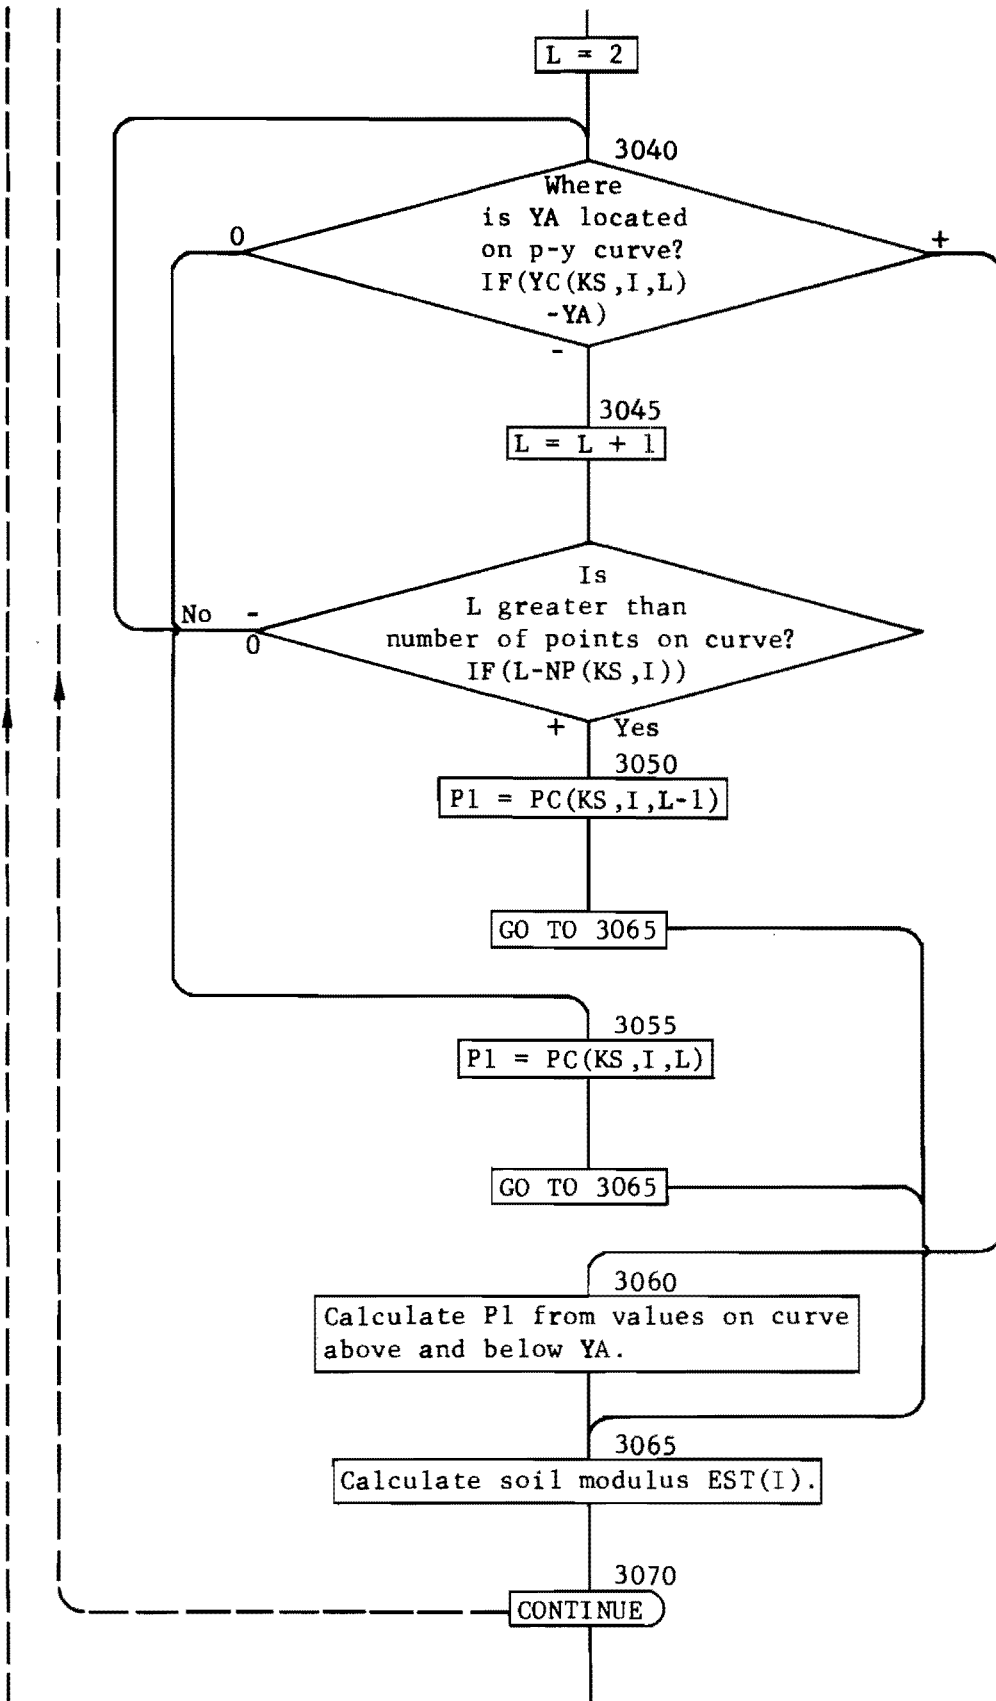 L = 2
3040
Where
is YA located
on p-y curve?
IF(YC(KS,I,L)
-YA)
0
+
-
3045
L = L + 1
Is
L greater than
number of points on curve?
IF(L-NP(KS,I))
No -
0
+ Yes
3050
P1 = PC(KS,I,L-1)
GO TO 3065
3055
P1 = PC(KS,I,L)
GO TO 3065
3060
Calculate P1 from values on curve
above and below YA.
3065
Calculate soil modulus EST(I).
3070
CONTINUE